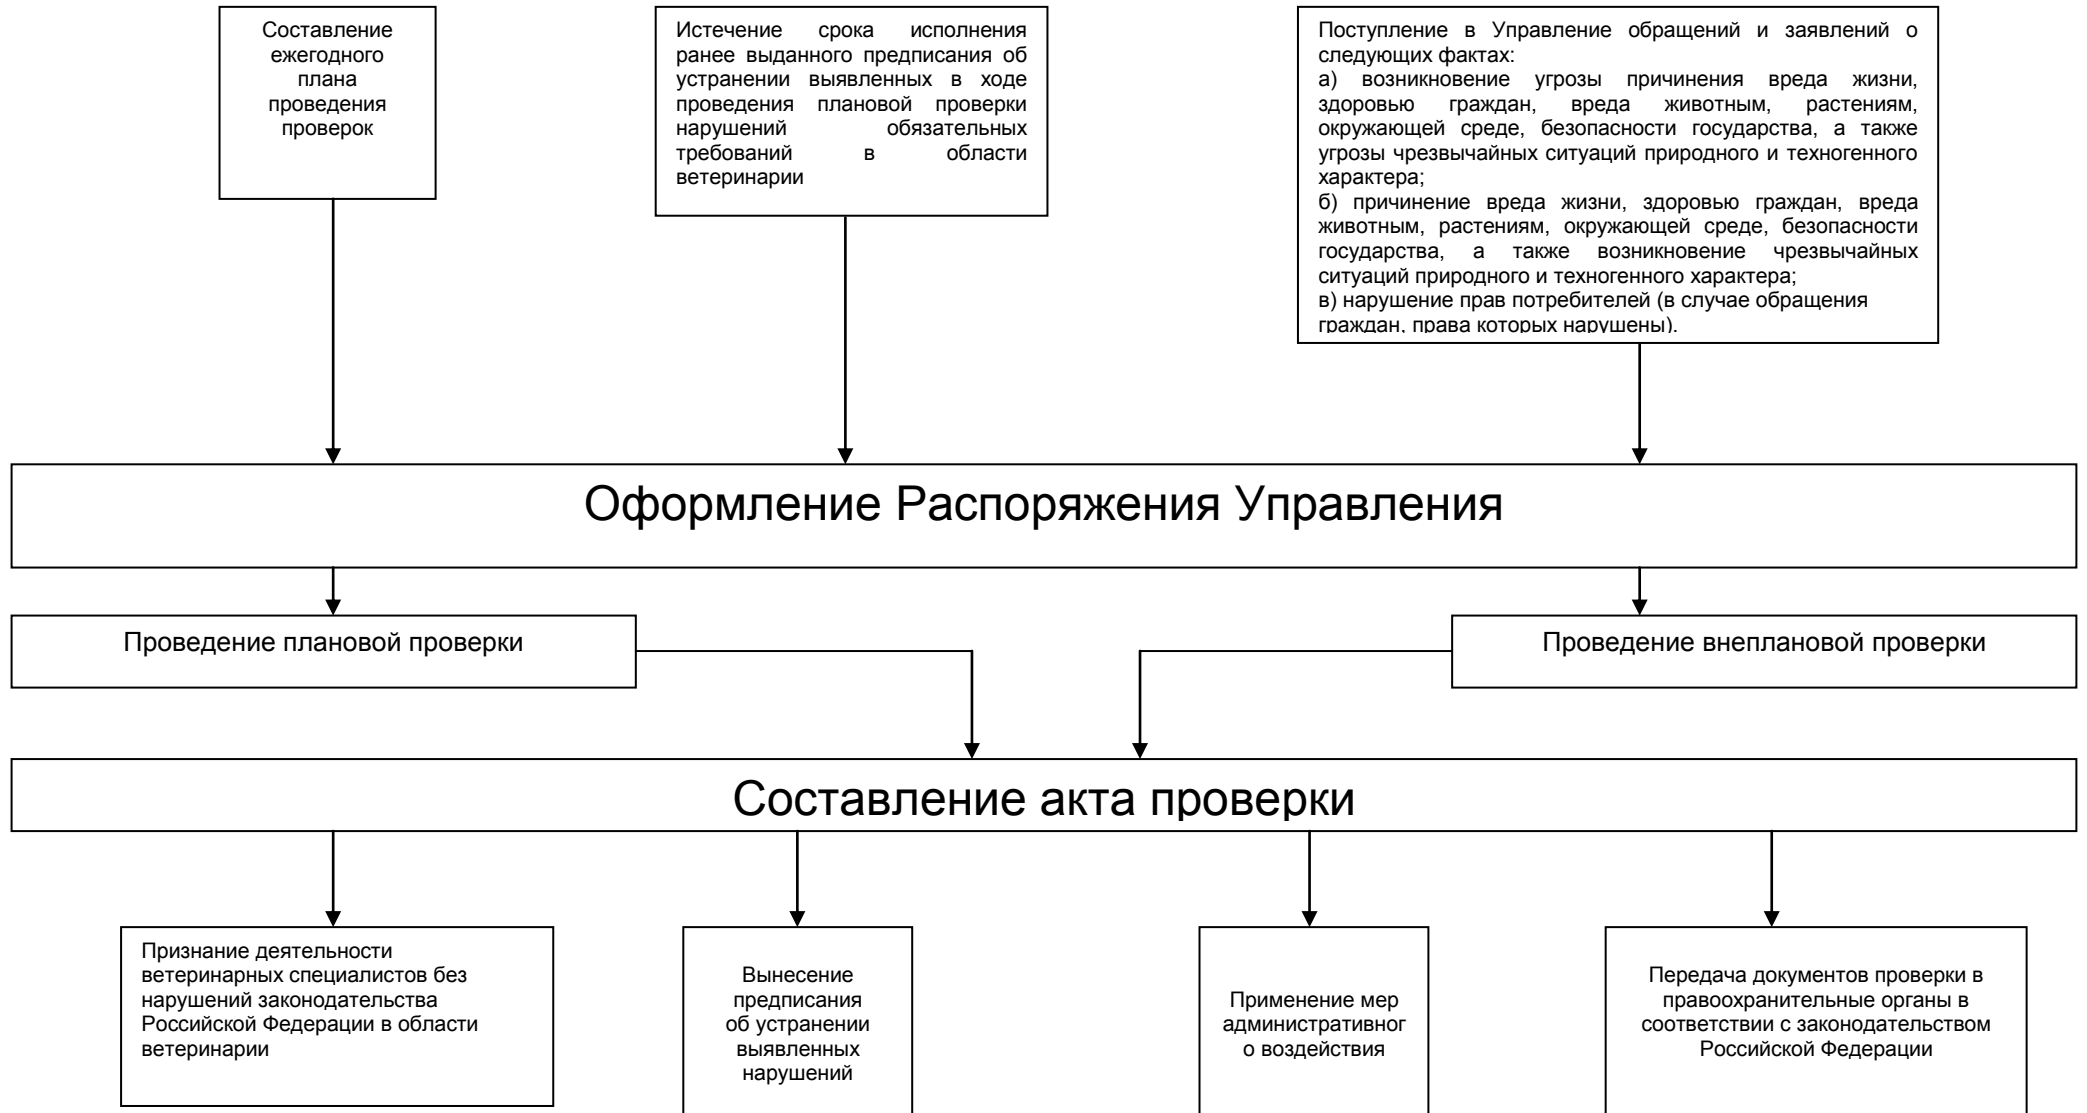 Составление
ежегодного
плана
проведения
проверок
Истечение срока исполнения
ранее выданного предписания об
устранении выявленных в ходе
проведения плановой проверки
нарушений обязательных
требований в области
ветеринарии
Поступление в Управление обращений и заявлений о
следующих фактах:
а) возникновение угрозы причинения вреда жизни,
здоровью граждан, вреда животным, растениям,
окружающей среде, безопасности государства, а также
угрозы чрезвычайных ситуаций природного и техногенного
характера;
б) причинение вреда жизни, здоровью граждан, вреда
животным, растениям, окружающей среде, безопасности
государства, а также возникновение чрезвычайных
ситуаций природного и техногенного характера;
в) нарушение прав потребителей (в случае обращения
граждан, права которых нарушены).
Оформление Распоряжения Управления
Проведение плановой проверки
Проведение внеплановой проверки
Составление акта проверки
Признание деятельности
ветеринарных специалистов без
нарушений законодательства
Российской Федерации в области
ветеринарии
Вынесение
предписания
об устранении
выявленных
нарушений
Применение мер
административног
о воздействия
Передача документов проверки в
правоохранительные органы в
соответствии с законодательством
Российской Федерации